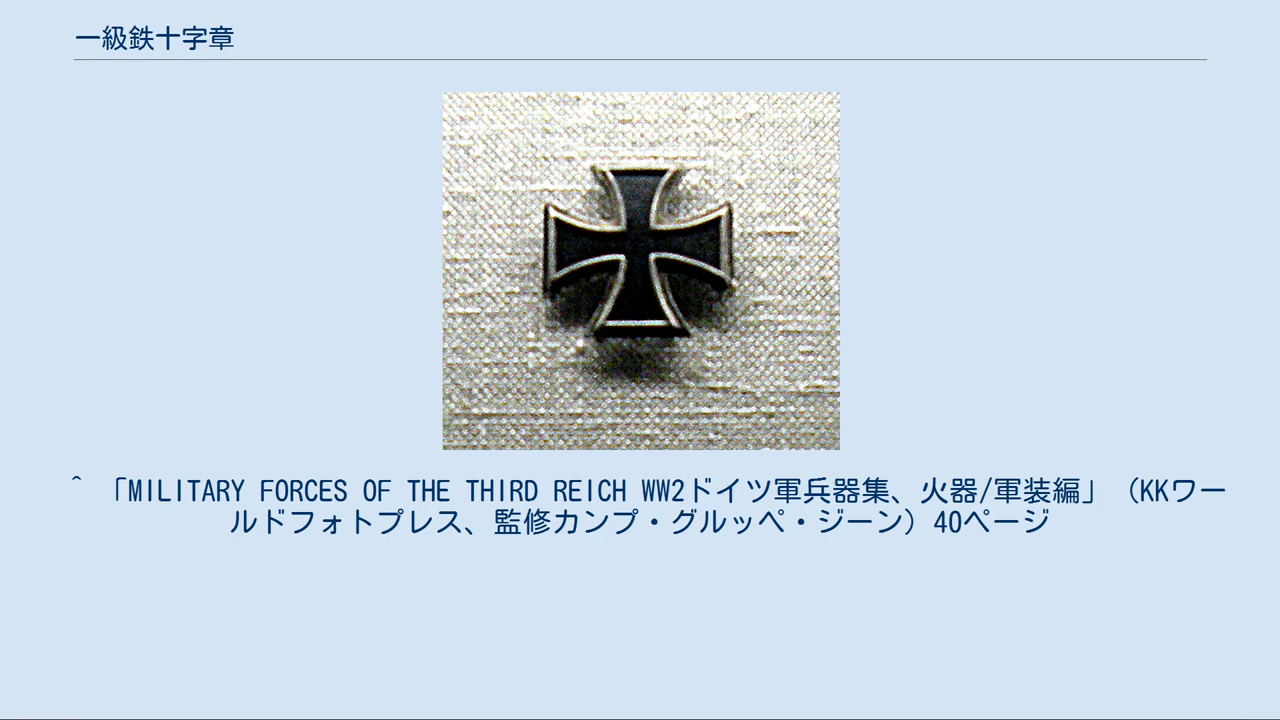 一級鉄十字章
^ 「MILITARY FORCES OF THE THIRD REICH WW2ドイツ軍兵器集、火器/軍装編」（KKワー
ルドフォトプレス、監修カンプ・グルッペ・ジーン）40ページ